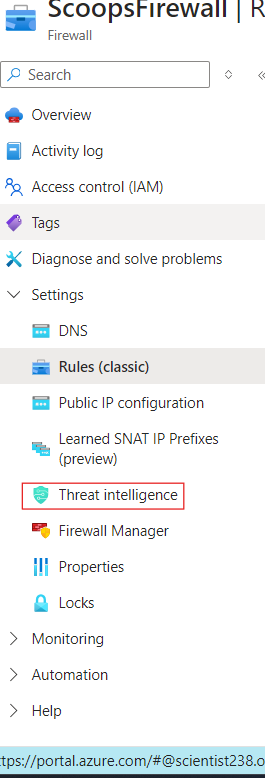 ScoopsFirewall | R
Firewall
Search
Overview
Activity log
Access control (IAM)
Tags
Diagnose and solve problems
Settings
DNS
Rules (classic)
Public IP configuration
Learned SNAT IP Prefixes
(preview)
Threat intelligence
Firewall Manager
Properties
Locks
Monitoring
Automation
Help
ttps://portal.azure.com/#@scientist238.o